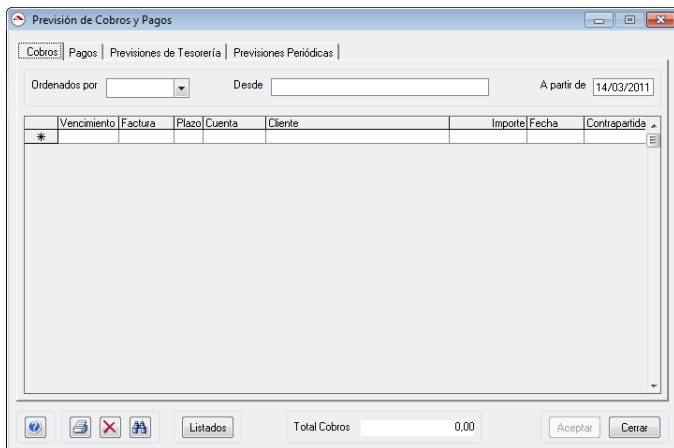 Previsión de Cobros y Pagos
Cobros Pagos Previsiones de Tesorería Previsiones Periódicas
Ordenados por Desde A partir de 14/03/2011
Vencimiento Factura Plazo Cuenta Cliente Importe Fecha Contrapartida
Listados Total Cobros 0,00 Aceptar Cerrar